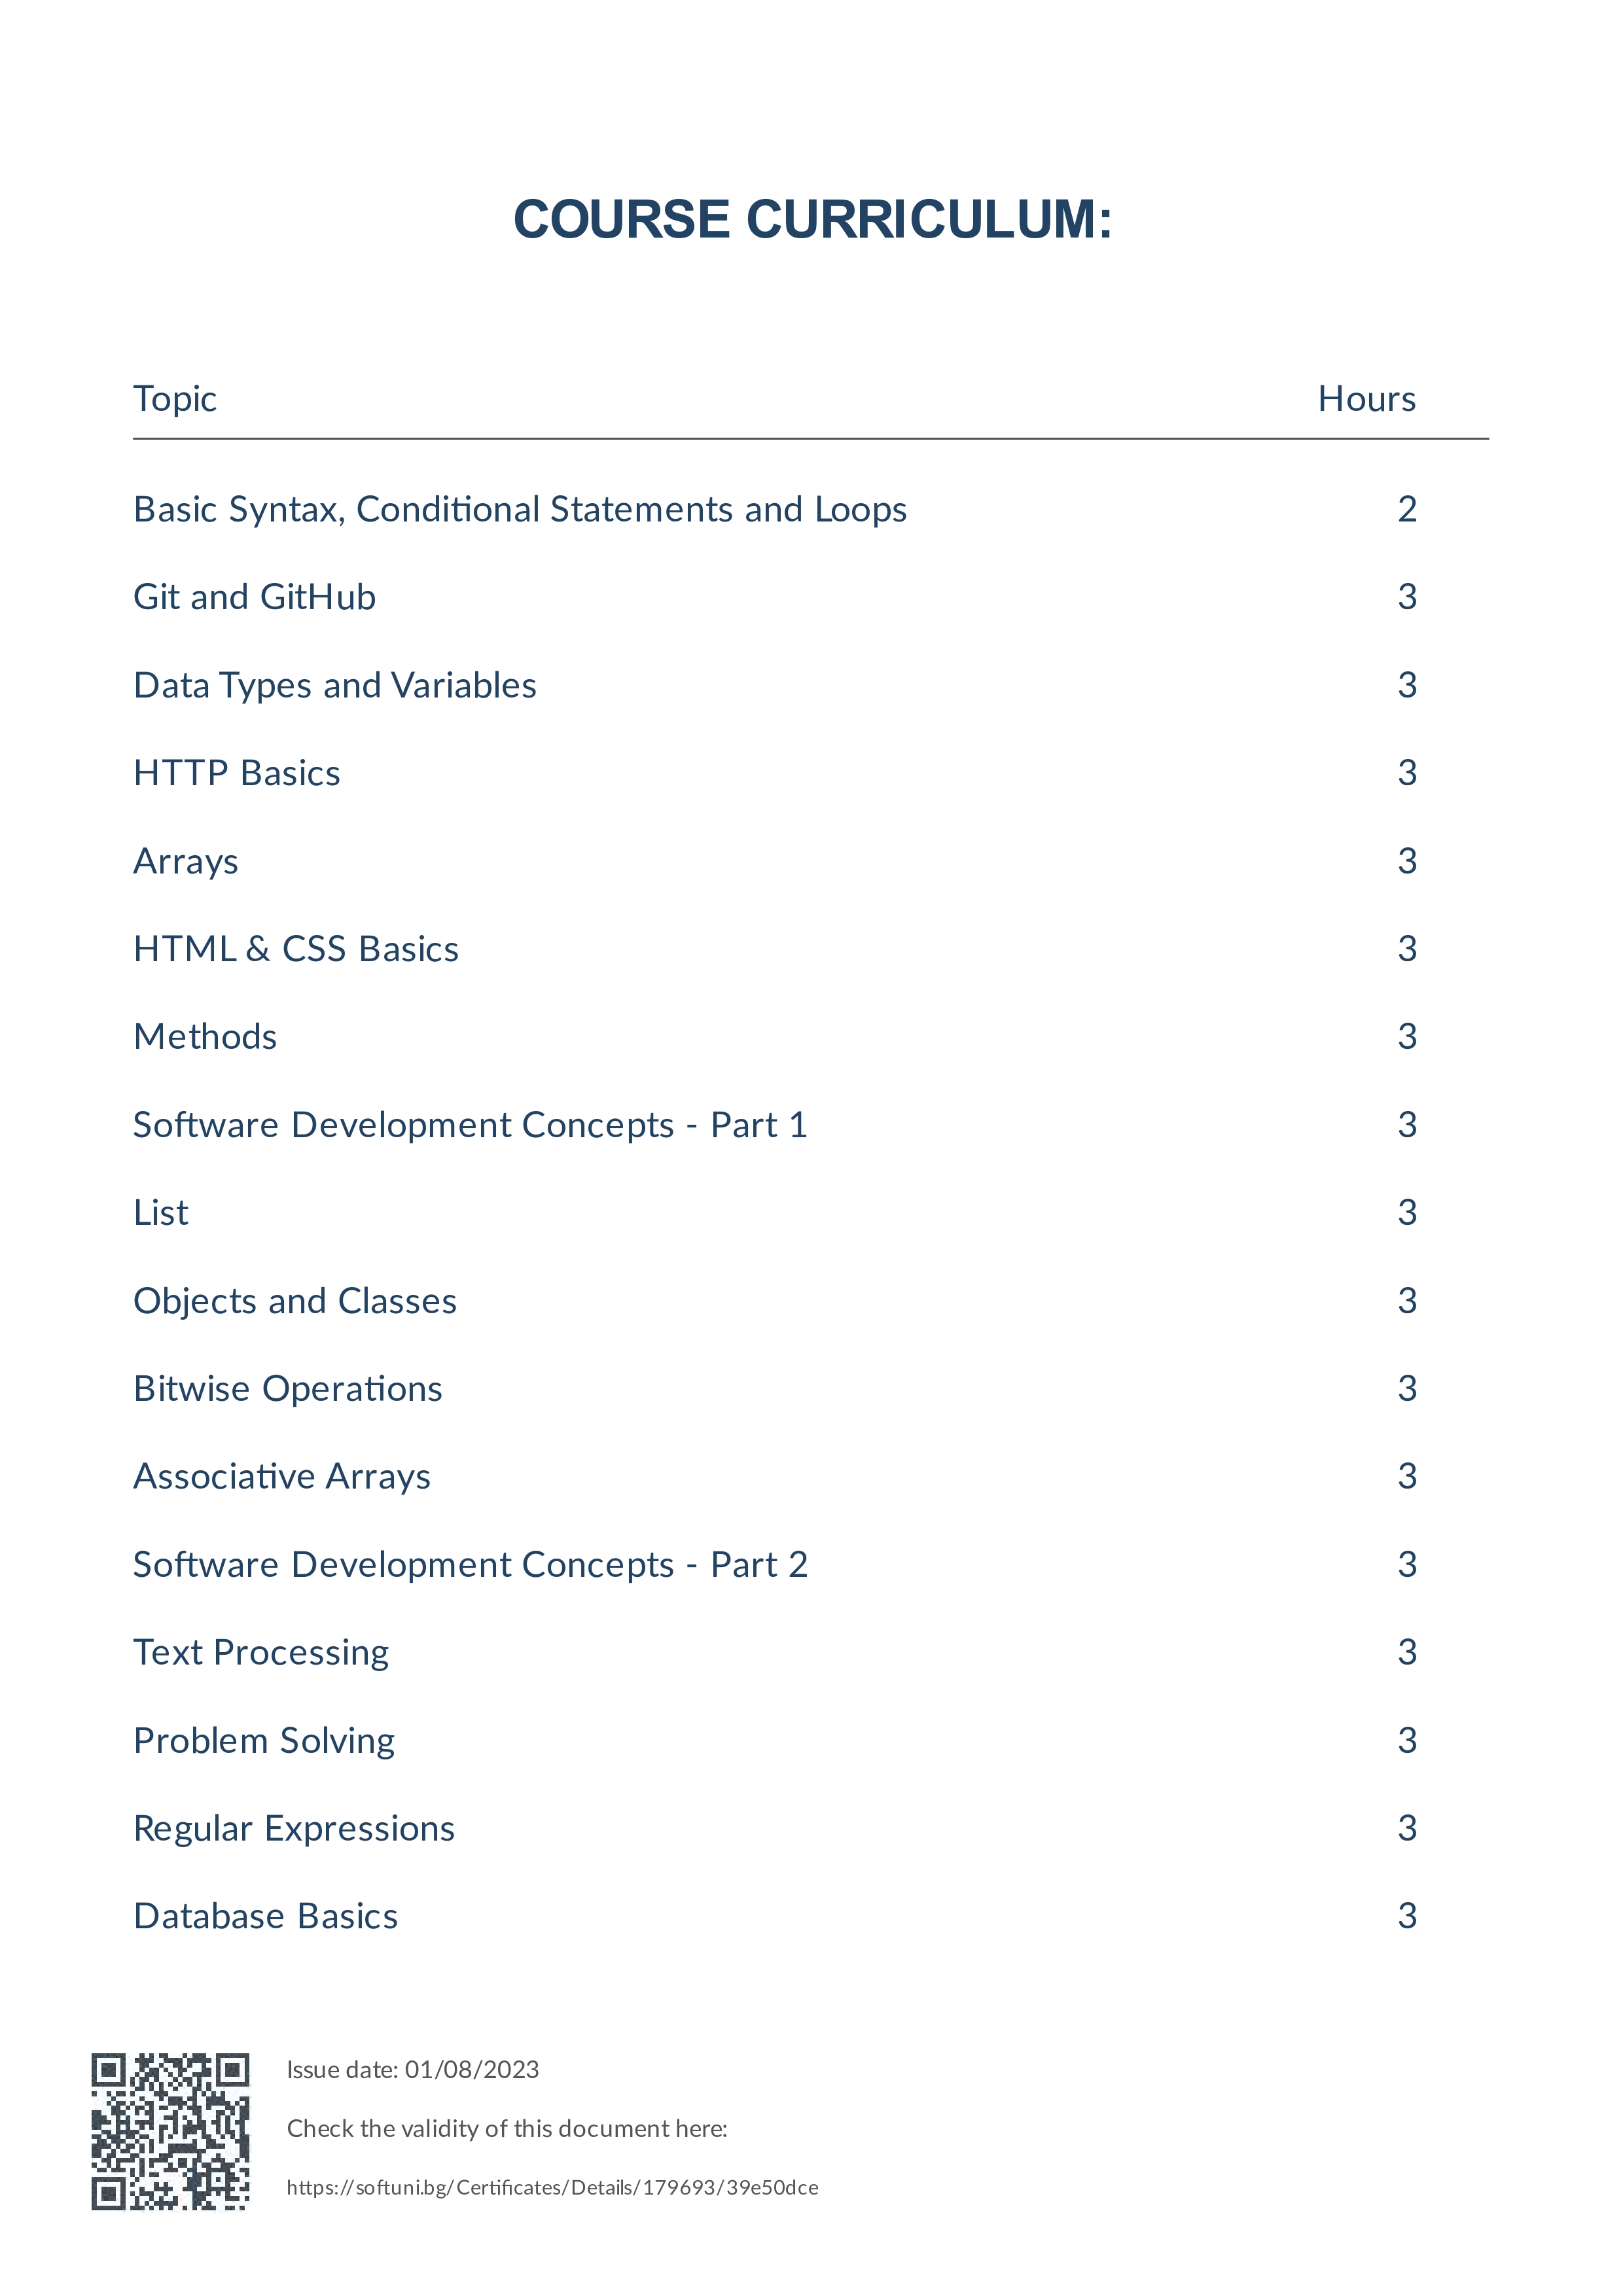 COURSE CURRICULUM:
Topic Hours
Basic Syntax, Conditional Statements and Loops 2
Git and GitHub 3
Data Types and Variables 3
HTTP Basics 3
Arrays 3
HTML & CSS Basics 3
Methods 3
Software Development Concepts - Part 1 3
List 3
Objects and Classes 3
Bitwise Operations 3
Associative Arrays 3
Software Development Concepts - Part 2 3
Text Processing 3
Problem Solving 3
Regular Expressions 3
Database Basics 3
Issue date: 01/08/2023
Check the validity of this document here:
https://softuni.bg/Certificates/Details/179693/39e50dce